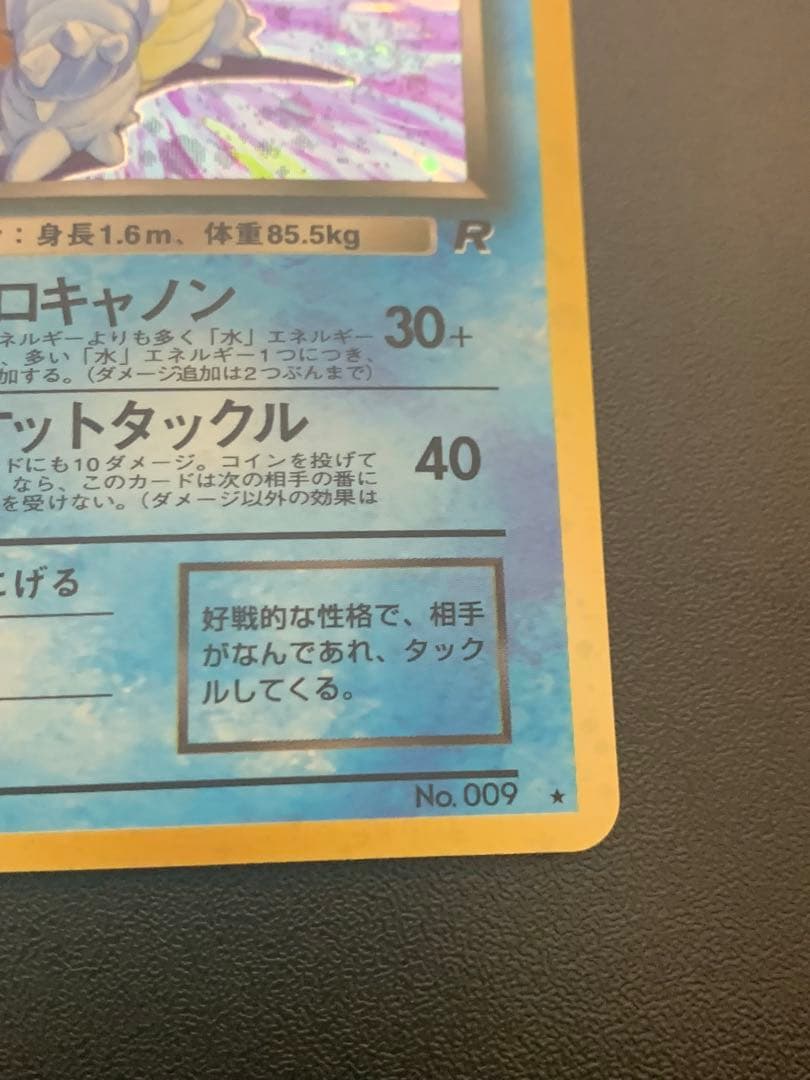 : 身長1.6m、体重85.5kg
R
ロキャノン
ネルギーよりも多く「水」エネルギー
、多い「水」エネルギー1つにつき、
加する。(ダメージ追加は2つぶんまで)
30+
ットタックル
ドにも10ダメージ。コインを投げて
なら、このカードは次の相手の番に
を受けない。(ダメージ以外の効果は
40
げる
好戦的な性格で、相手
がなんであれ、タック
ルしてくる。
No. 009 ★